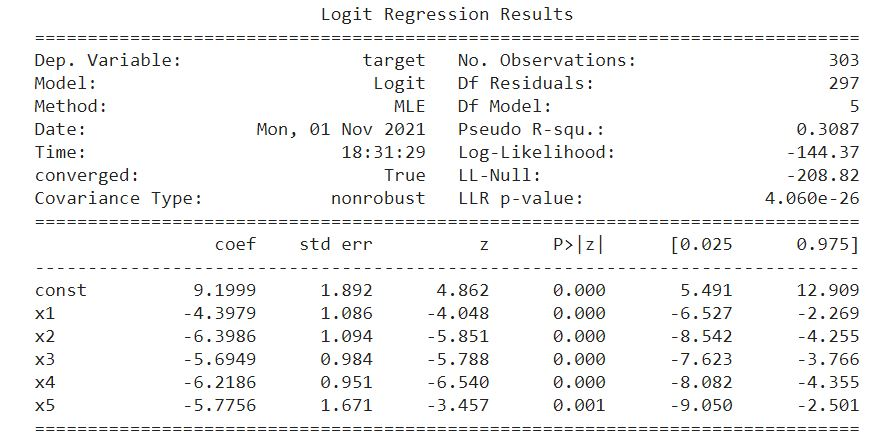 Logit Regression Results
==============================================================================
Dep. Variable: target No. Observations: 303
Model: Logit Df Residuals: 297
Method: MLE Df Model: 5
Date: Mon, 01 Nov 2021 Pseudo R-squ.: 0.3087
Time: 18:31:29 Log-Likelihood: -144.37
converged: True LL-Null: -208.82
Covariance Type: nonrobust LLR p-value: 4.060e-26
==============================================================================
coef std err z P>|z| [0.025 0.975]
------------------------------------------------------------------------------
const 9.1999 1.892 4.862 0.000 5.491 12.909
x1 -4.3979 1.086 -4.048 0.000 -6.527 -2.269
x2 -6.3986 1.094 -5.851 0.000 -8.542 -4.255
x3 -5.6949 0.984 -5.788 0.000 -7.623 -3.766
x4 -6.2186 0.951 -6.540 0.000 -8.082 -4.355
x5 -5.7756 1.671 -3.457 0.001 -9.050 -2.501
==============================================================================